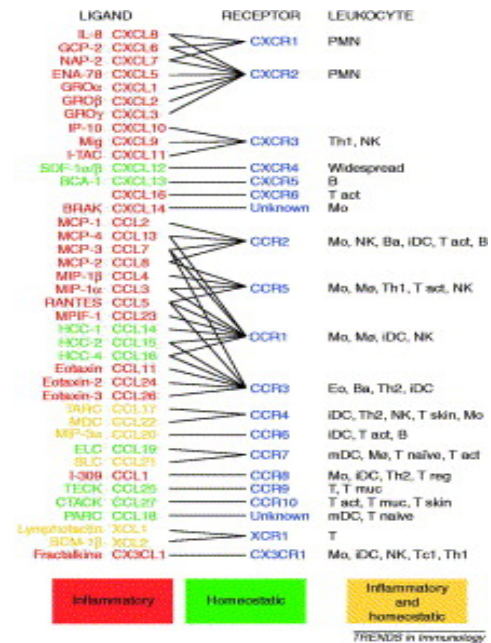 LIGAND RECEPTOR LEUKOCYTE
IL-8 CXCL8
GCP-2 CXCL6 CXCR1 PMN
NAP-2 CXCL7
ENA-78 CXCL5 CXCR2 PMN
GROα CXCL1
GROβ CXCL2
GROγ CXCL3
IP-10 CXCL10
Mig CXCL9 CXCR3 Th1, NK
I-TAC CXCL11
SDF-1α/β CXCL12 CXCR4 Widespread
BCA-1 CXCL13 CXCR5 B
CXCL16 CXCR6 T act
BRAK CXCL14 Unknown Mo
MCP-1 CCL2
MCP-4 CCL13 CCR2 Mo, NK, Ba, iDC, T act, B
MCP-3 CCL7
MCP-2 CCL8
MIP-1β CCL4
MIP-1α CCL3 CCR5 Mo, Mø, Th1, T act, NK
RANTES CCL5
MPIF-1 CCL23
HCC-1 CCL14 CCR1 Mo, Mø, iDC, NK
HCC-2 CCL15
HCC-4 CCL16
Eotaxin CCL11
Eotaxin-2 CCL24 CCR3 Eo, Ba, Th2, iDC
Eotaxin-3 CCL26
TARC CCL17 CCR4 iDC, Th2, NK, T skin, Mo
MDC CCL22
MIP-3α CCL20 CCR6 iDC, T act, B
ELC CCL19 CCR7 mDC, Mø, T naïve, T act
SLC CCL21
I-309 CCL1 CCR8 Mo, iDC, Th2, T reg
TECK CCL25 CCR9 T, T muc
CTACK CCL27 CCR10 T act, T muc, T skin
PARC CCL18 Unknown mDC, T naïve
Lymphotactin XCL1 XCR1 T
SCM-1β XCL2
Fractalkine CX3CL1 CX3CR1 Mo, iDC, NK, Tc1, Th1
Inflammatory Homeostatic Inflammatory and homeostatic
TRENDS in Immunology